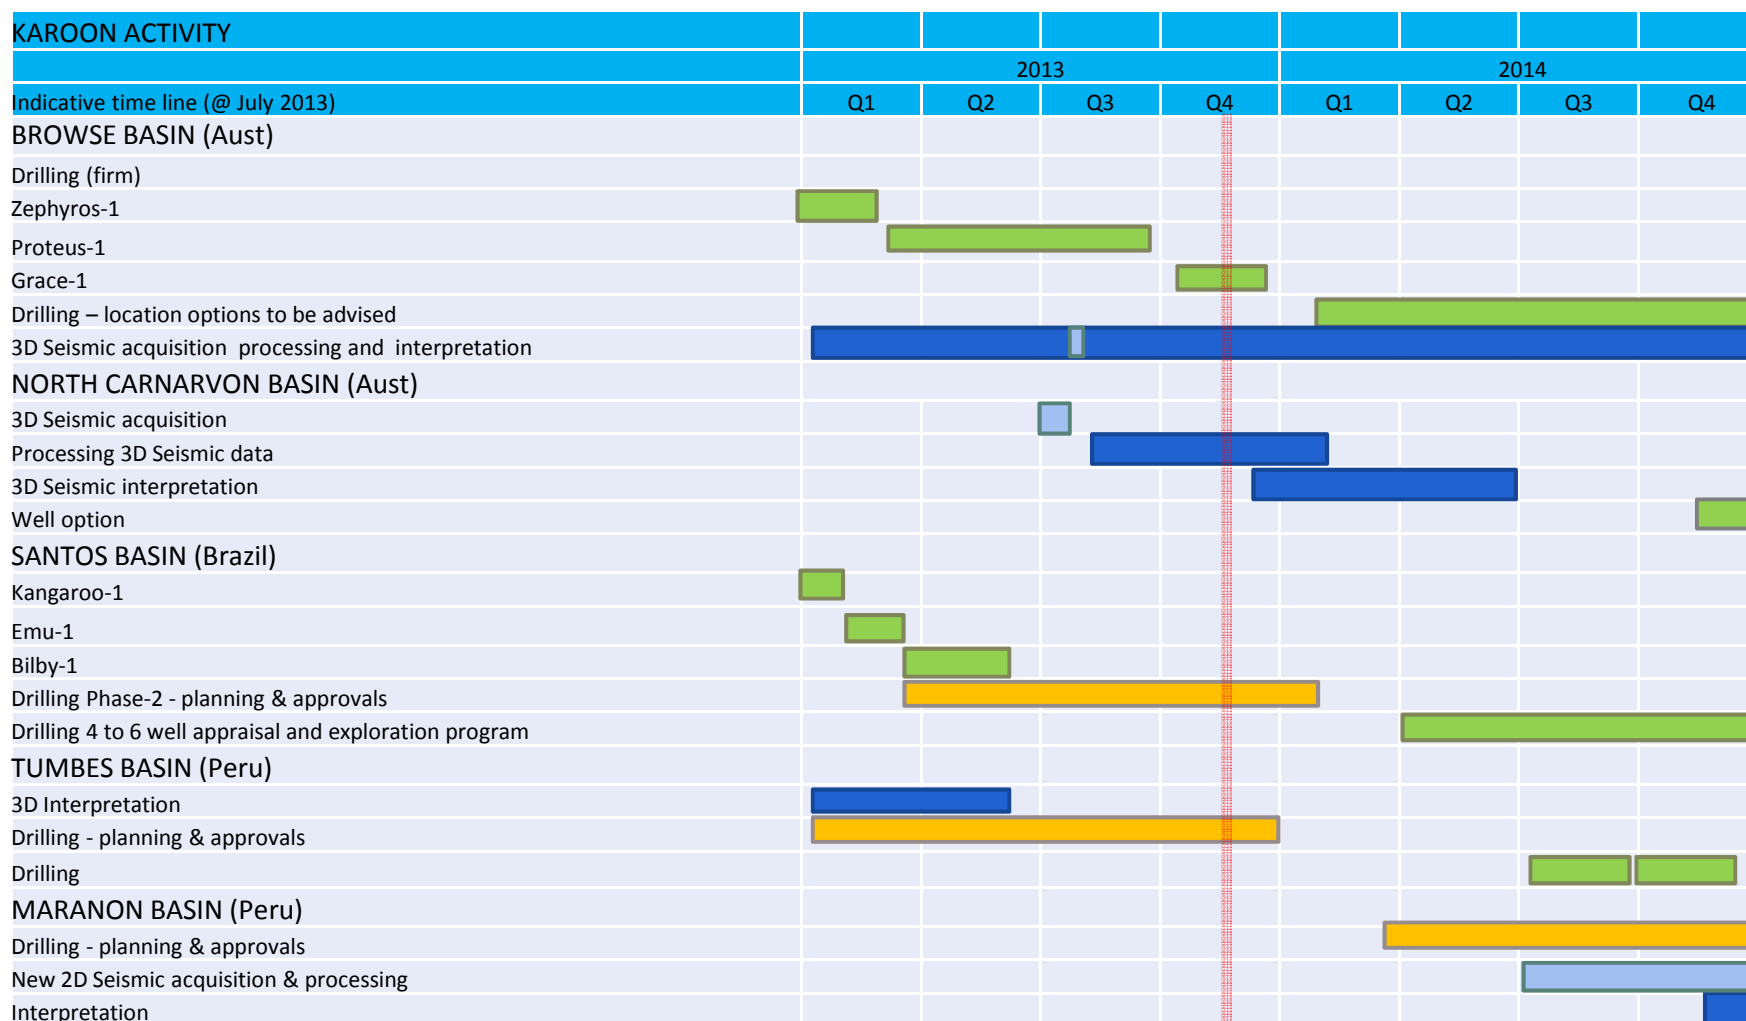 KAROON ACTIVITY
2013 2014
Indicative time line (@ July 2013) Q1 Q2 Q3 Q4 Q1 Q2 Q3 Q4
BROWSE BASIN (Aust)
Drilling (firm)
Zephyros-1
Proteus-1
Grace-1
Drilling – location options to be advised
3D Seismic acquisition processing and interpretation
NORTH CARNARVON BASIN (Aust)
3D Seismic acquisition
Processing 3D Seismic data
3D Seismic interpretation
Well option
SANTOS BASIN (Brazil)
Kangaroo-1
Emu-1
Bilby-1
Drilling Phase-2 - planning & approvals
Drilling 4 to 6 well appraisal and exploration program
TUMBES BASIN (Peru)
3D Interpretation
Drilling - planning & approvals
Drilling
MARANON BASIN (Peru)
Drilling - planning & approvals
New 2D Seismic acquisition & processing
Interpretation